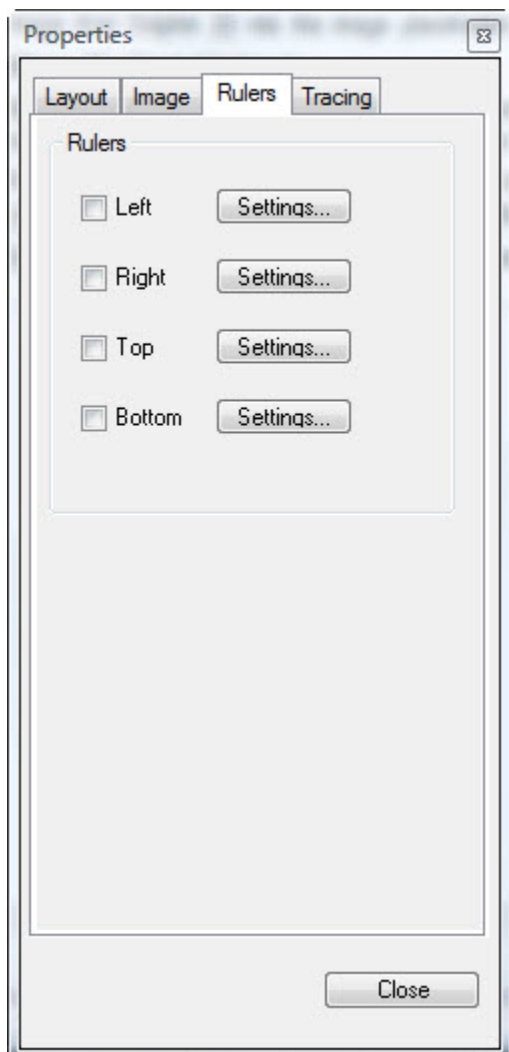 Properties
Layout Image Rulers Tracing
Rulers
Left Settings...
Right Settings...
Top Settings...
Bottom Settings...
Close